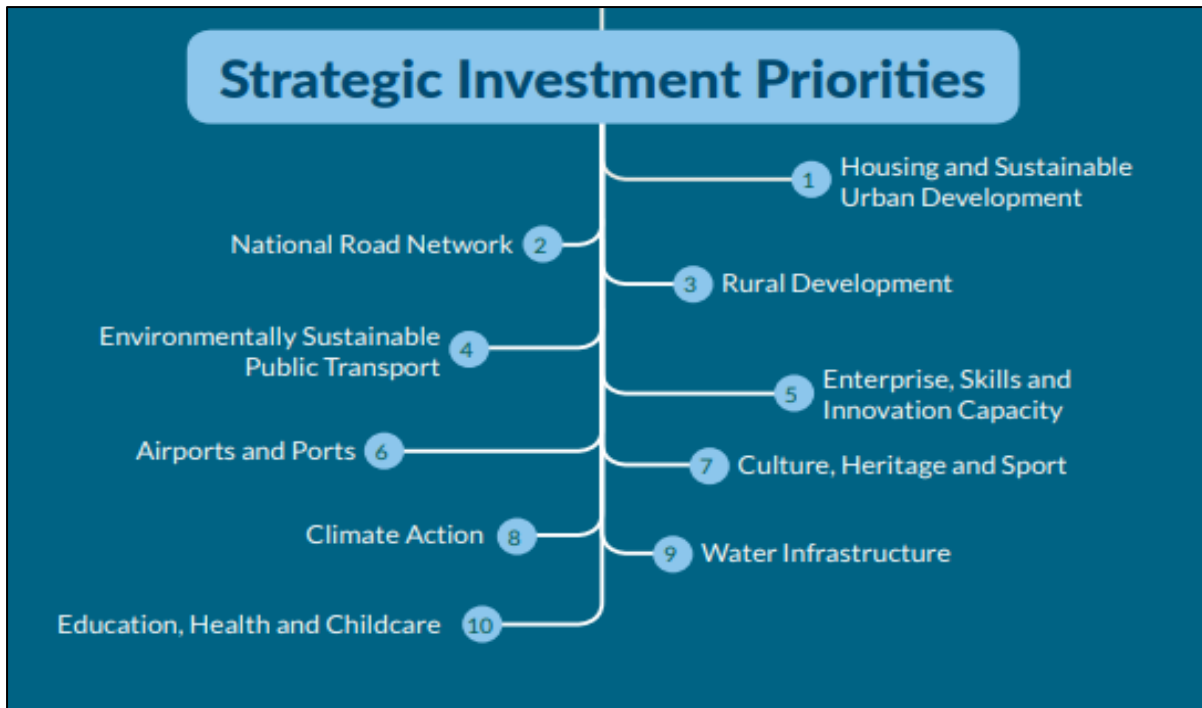 Strategic Investment Priorities
1 Housing and Sustainable
Urban Development
National Road Network 2
3 Rural Development
Environmentally Sustainable
Public Transport 4
5 Enterprise, Skills and
Innovation Capacity
Airports and Ports 6
7 Culture, Heritage and Sport
Climate Action 8
9 Water Infrastructure
Education, Health and Childcare 10